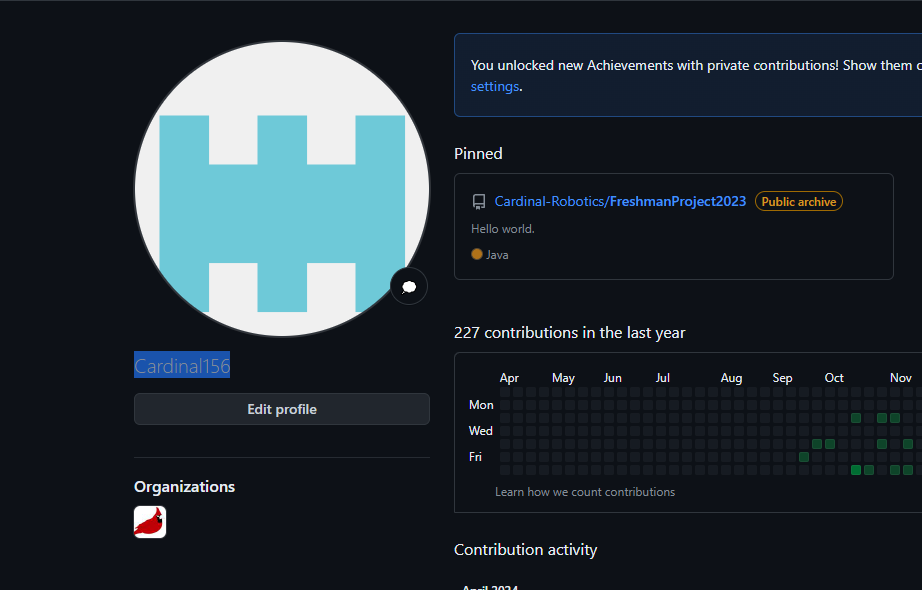 You unlocked new Achievements with private contributions! Show them
settings.
Pinned
Cardinal-Robotics/FreshmanProject2023 Public archive
Hello world.
Java
Cardinal156
Edit profile
Organizations
227 contributions in the last year
Apr May Jun Jul Aug Sep Oct Nov
Mon
Wed
Fri
Learn how we count contributions
Contribution activity
April 2024